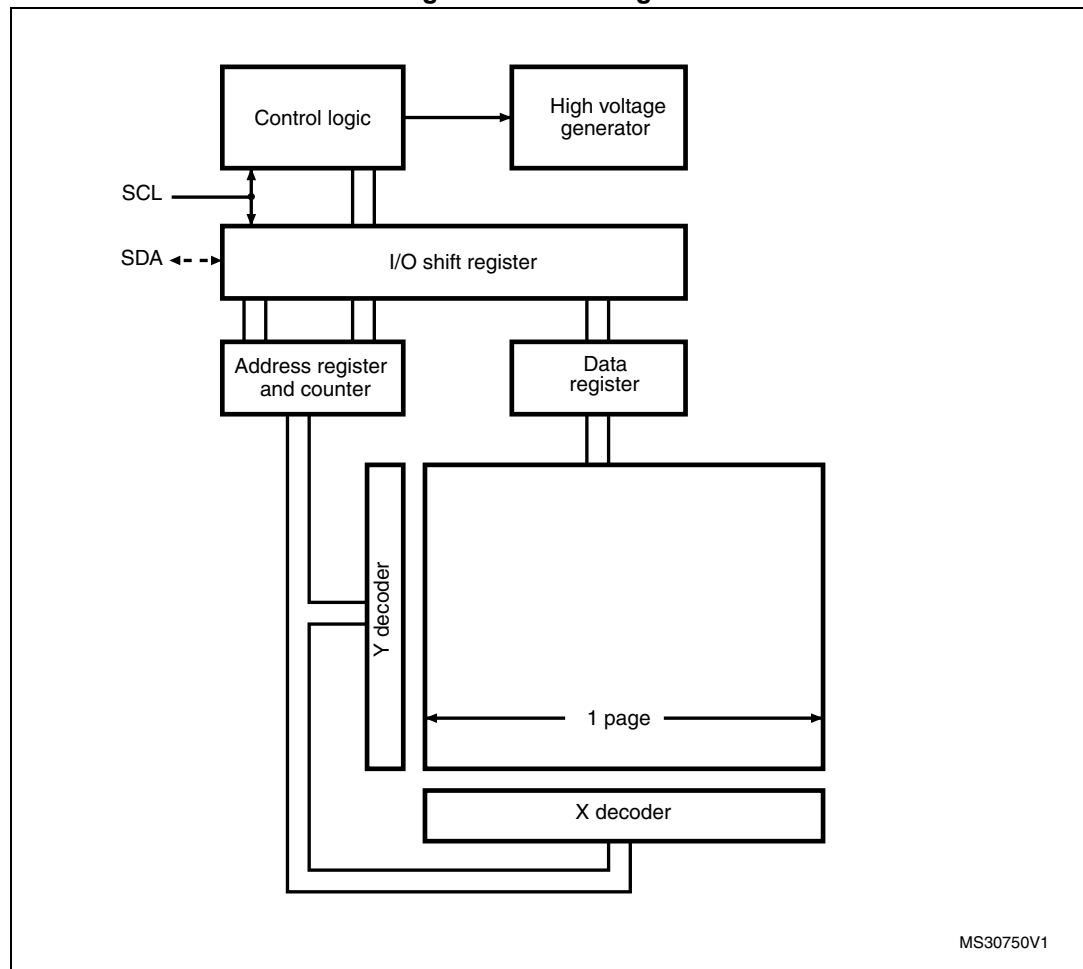 Control logic
High voltage
generator
SCL
SDA
I/O shift register
Address register
and counter
Data
register
Y decoder
1 page
X decoder
MS30750V1